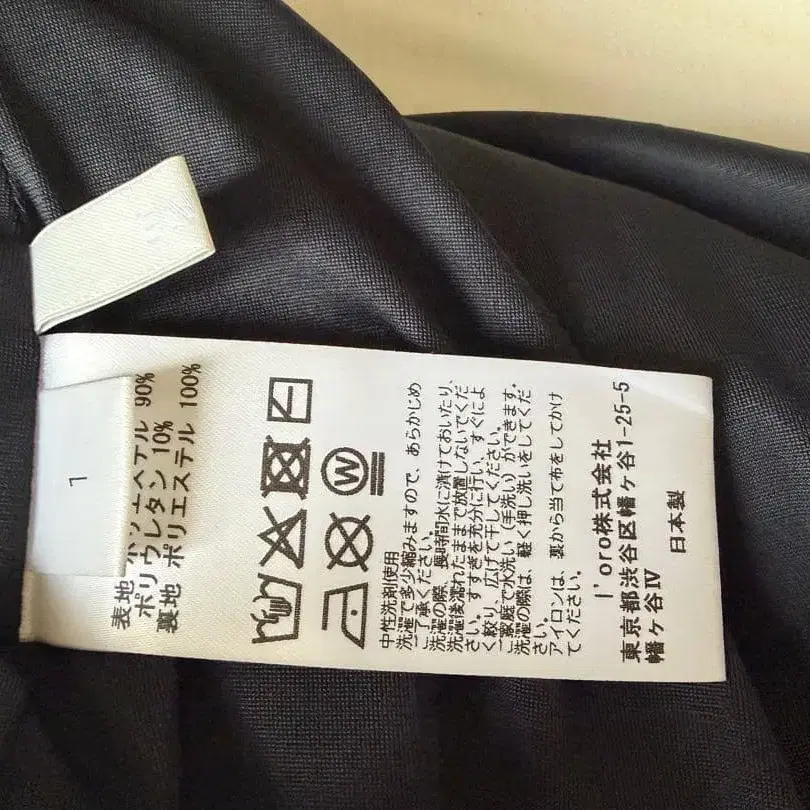 1
表地 ポリエステル 90%
ポリウレタン 10%
裏地 ポリエステル 100%
W
中性洗剤使用
洗濯で多少縮みますので、あらかじめ
ご了承ください。
洗濯の際、長時間水に漬けておいたり、
洗濯後濡れたままで放置しないでくだ
さい。すすぎを充分に行い、すぐによ
く絞り、広げて干してください。
ご家庭で水洗い(手洗い)ができます。
洗濯の際は、軽く押し洗いをしてくだ
さい。
アイロンは、裏から当て布をしてかけ
てください。
l'oro株式会社
東京都渋谷区幡ヶ谷1-25-5
幡ヶ谷Ⅳ
日本製